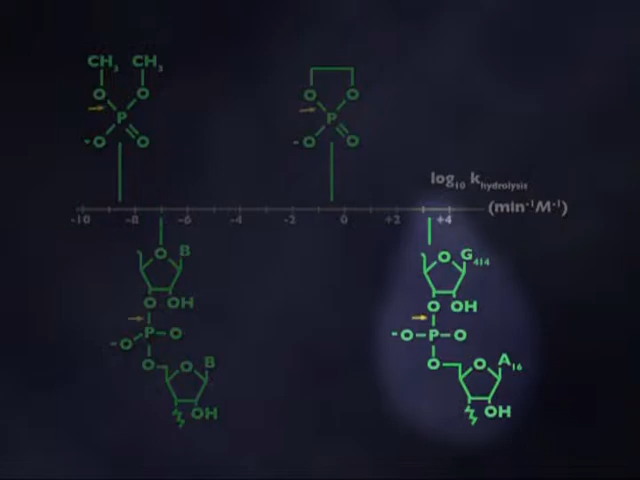 CH₃ CH₃
O O O O
P P
⁻O O ⁻O O
log₁₀ k hydrolysis
-10 -8 -6 -4 -2 0 +2 +4 (min⁻¹M⁻¹)
O B O G₄₁₄
O OH O OH
⁻O P O ⁻O P O
O O B O O A₁₆
OH OH